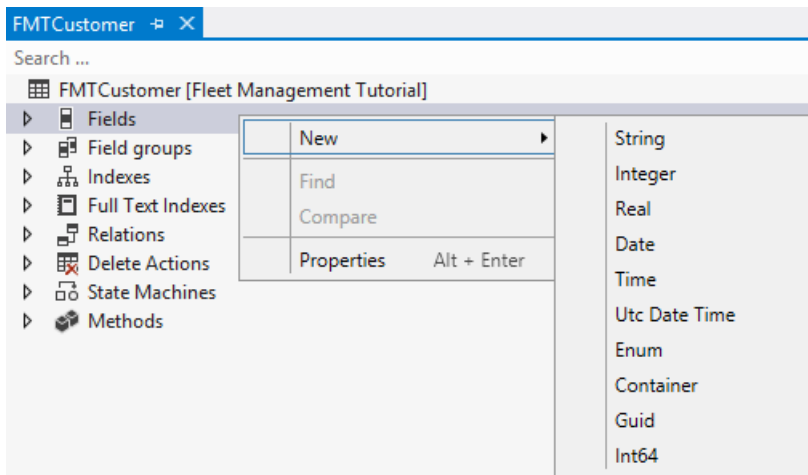 FMTCustomer
Search ...
FMTCustomer [Fleet Management Tutorial]
Fields
Field groups
Indexes
Full Text Indexes
Relations
Delete Actions
State Machines
Methods
New
Find
Compare
Properties Alt + Enter
String
Integer
Real
Date
Time
Utc Date Time
Enum
Container
Guid
Int64